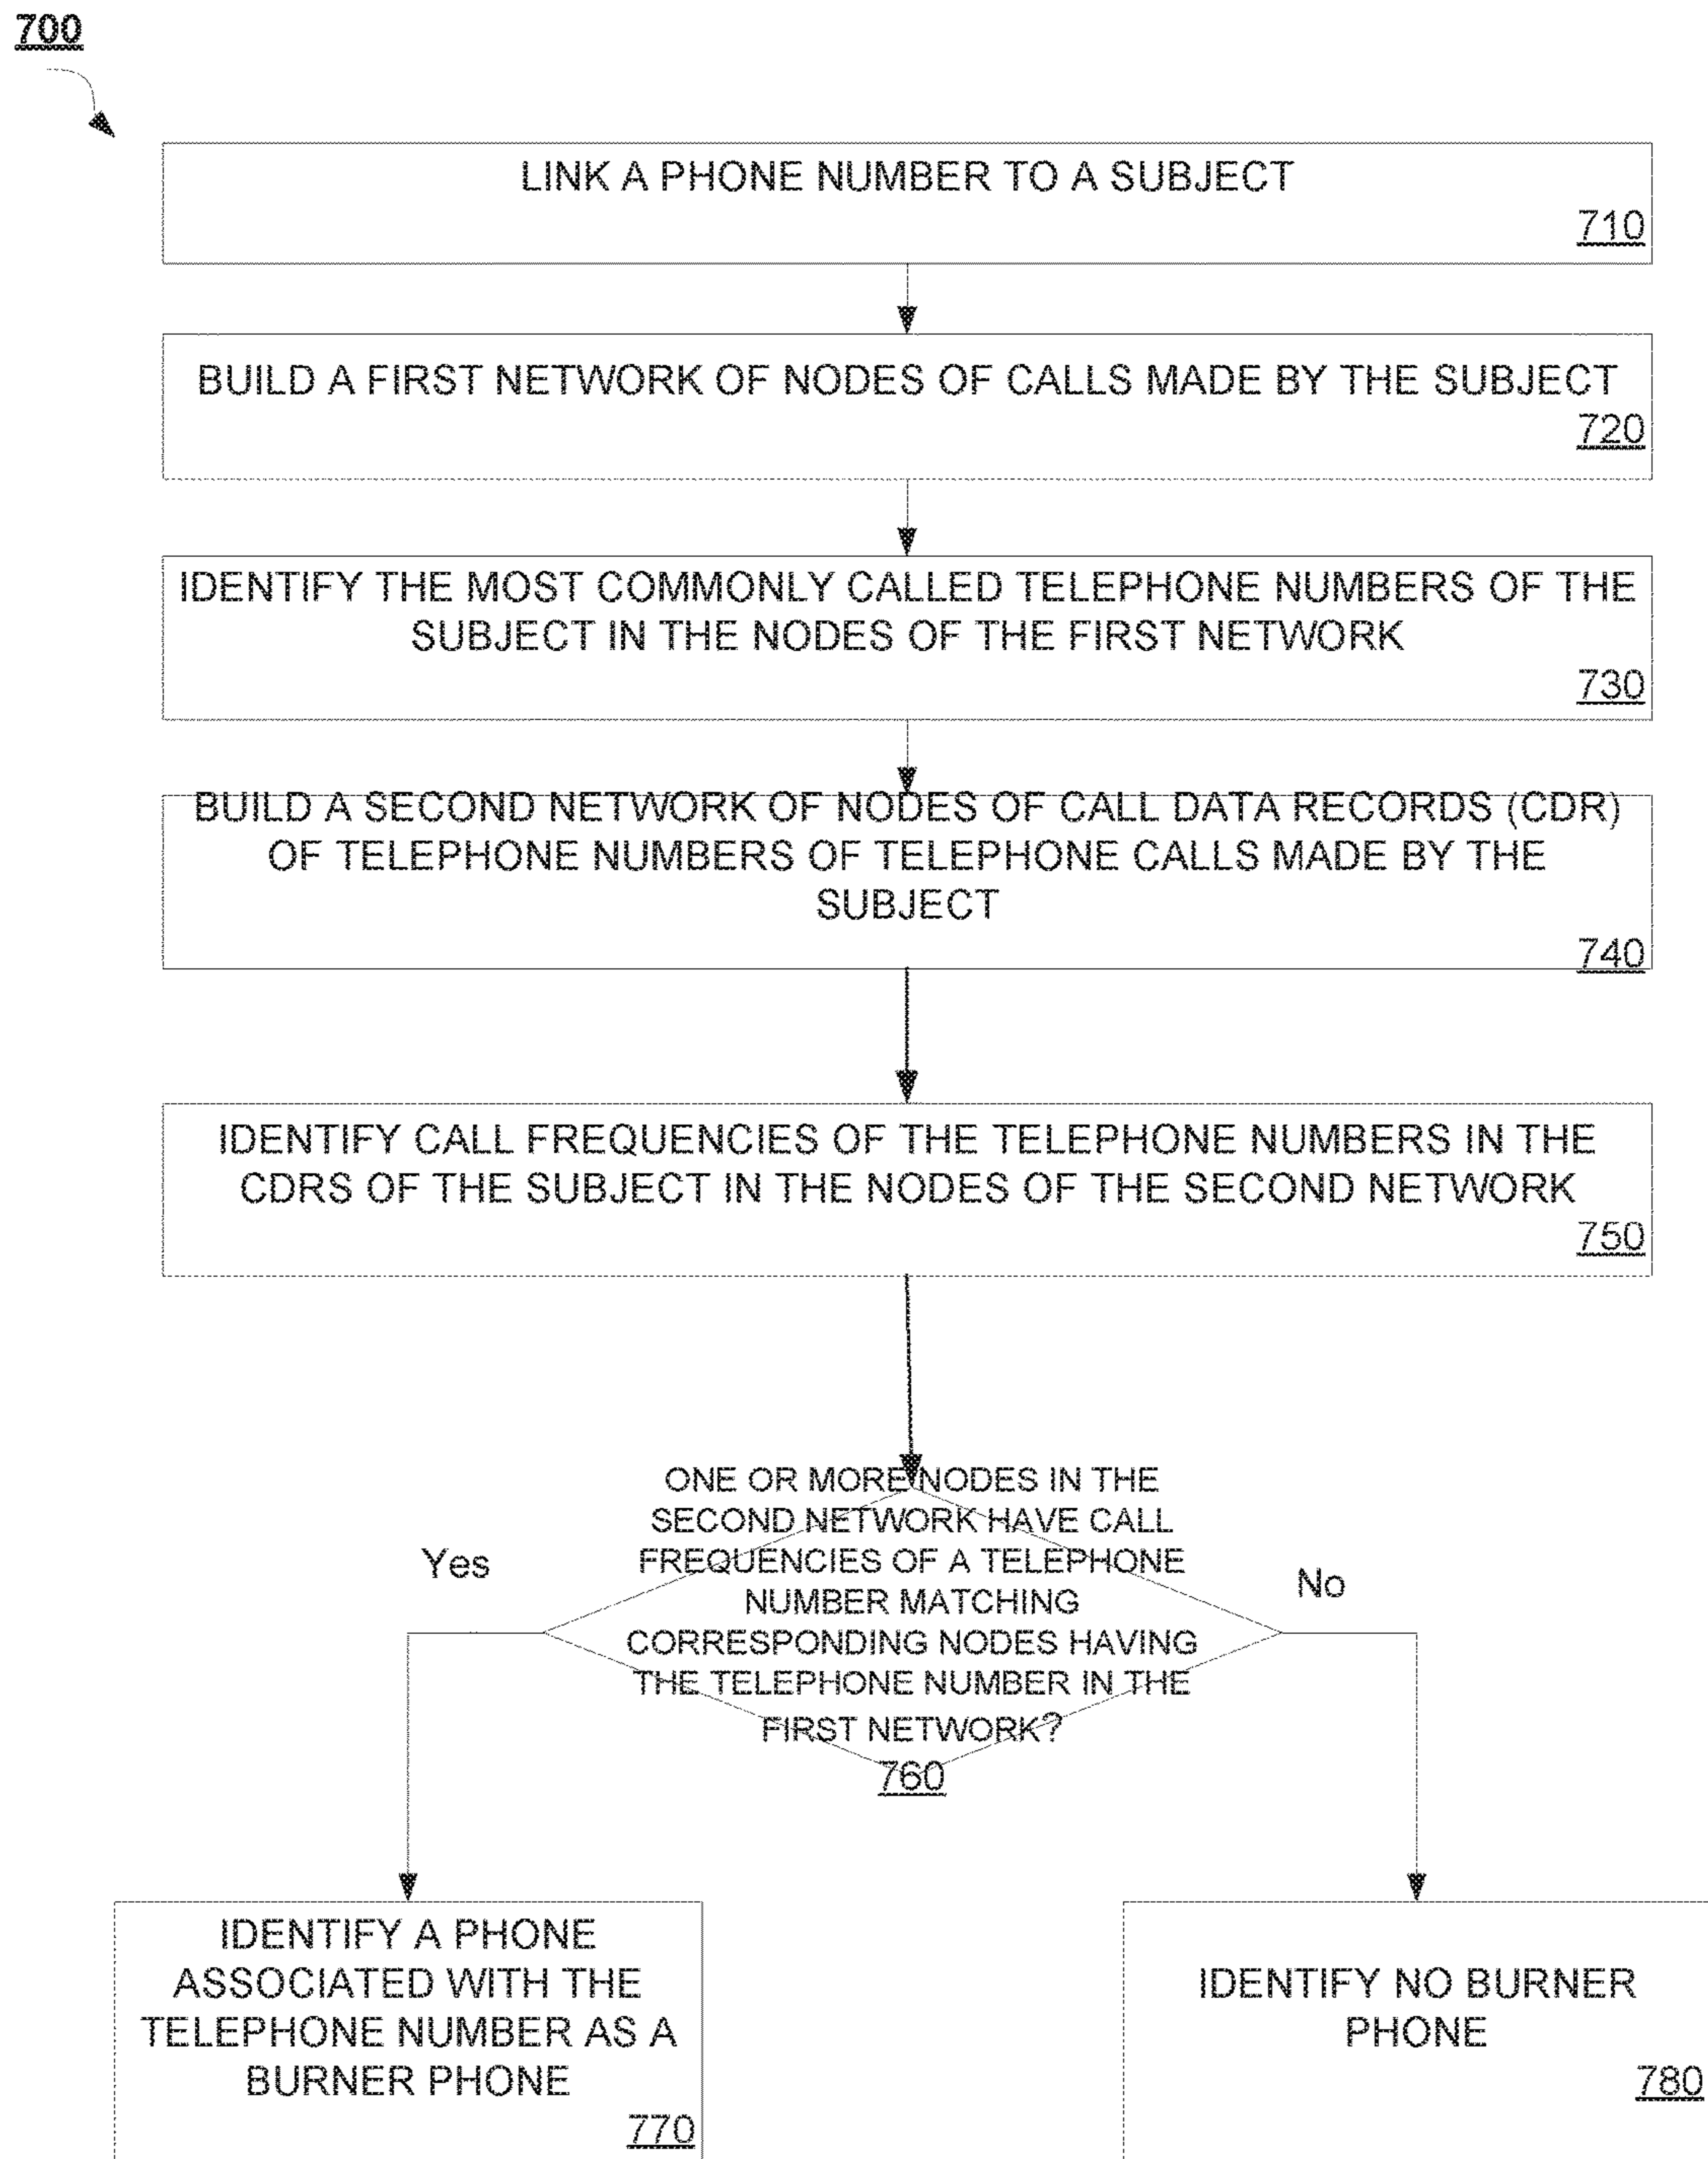 700
LINK A PHONE NUMBER TO A SUBJECT
710
BUILD A FIRST NETWORK OF NODES OF CALLS MADE BY THE SUBJECT
720
IDENTIFY THE MOST COMMONLY CALLED TELEPHONE NUMBERS OF THE
SUBJECT IN THE NODES OF THE FIRST NETWORK
730
BUILD A SECOND NETWORK OF NODES OF CALL DATA RECORDS (CDR)
OF TELEPHONE NUMBERS OF TELEPHONE CALLS MADE BY THE
SUBJECT
740
IDENTIFY CALL FREQUENCIES OF THE TELEPHONE NUMBERS IN THE
CDRS OF THE SUBJECT IN THE NODES OF THE SECOND NETWORK
750
ONE OR MORE NODES IN THE
SECOND NETWORK HAVE CALL
FREQUENCIES OF A TELEPHONE
NUMBER MATCHING
CORRESPONDING NODES HAVING
THE TELEPHONE NUMBER IN THE
FIRST NETWORK?
760
Yes
No
IDENTIFY A PHONE
ASSOCIATED WITH THE
TELEPHONE NUMBER AS A
BURNER PHONE
770
IDENTIFY NO BURNER
PHONE
780